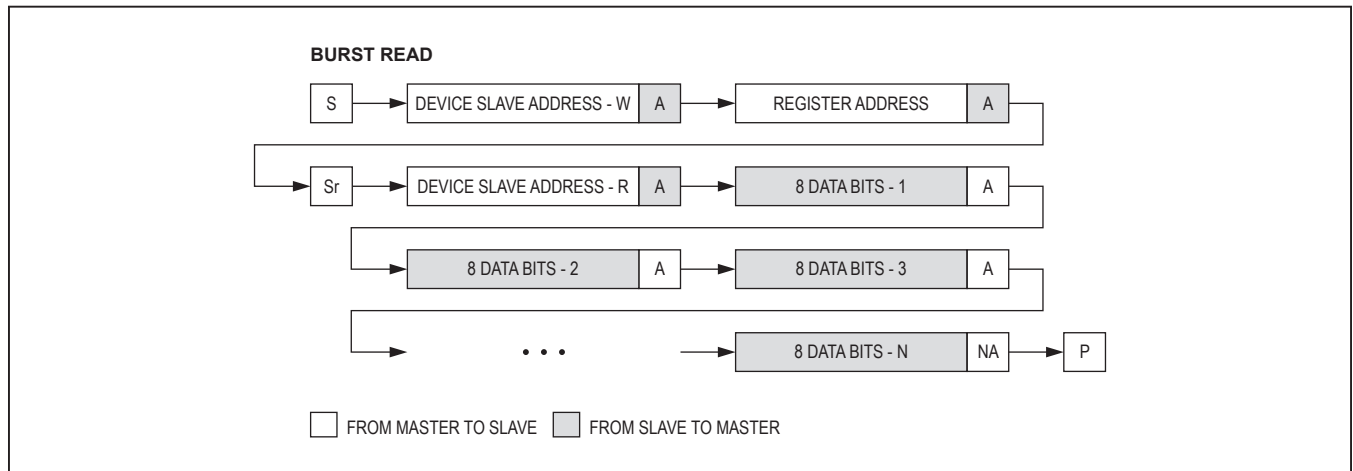 BURST READ
S DEVICE SLAVE ADDRESS - W A REGISTER ADDRESS A
Sr DEVICE SLAVE ADDRESS - R A 8 DATA BITS - 1 A
8 DATA BITS - 2 A 8 DATA BITS - 3 A
• • • 8 DATA BITS - N NA P
FROM MASTER TO SLAVE FROM SLAVE TO MASTER